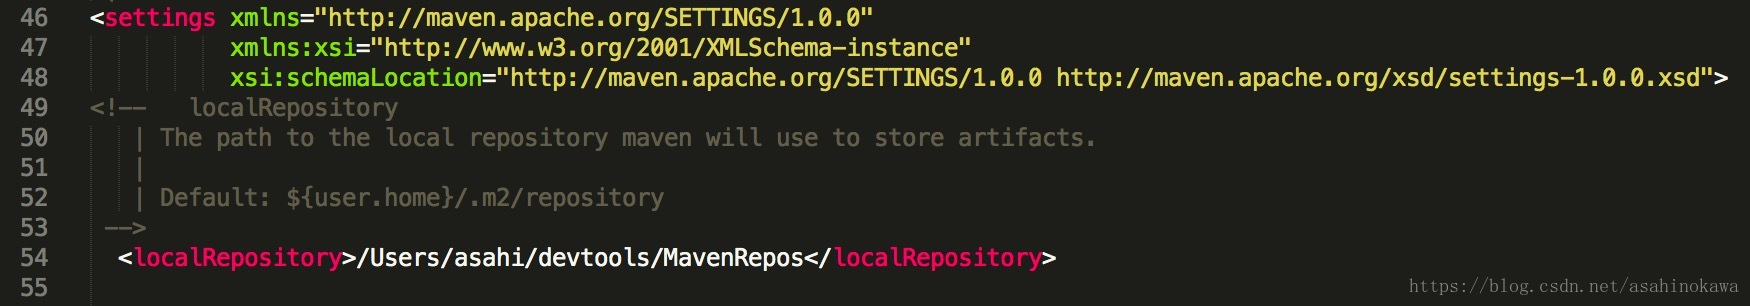 46 <settings xmlns="http://maven.apache.org/SETTINGS/1.0.0"
47 xmlns:xsi="http://www.w3.org/2001/XMLSchema-instance"
48 xsi:schemaLocation="http://maven.apache.org/SETTINGS/1.0.0 http://maven.apache.org/xsd/settings-1.0.0.xsd">
49 <!-- localRepository
50 | The path to the local repository maven will use to store artifacts.
51 |
52 | Default: ${user.home}/.m2/repository
53 -->
54 <localRepository>/Users/asahi/devtools/MavenRepos</localRepository>
55
https://blog.csdn.net/asahinokawa